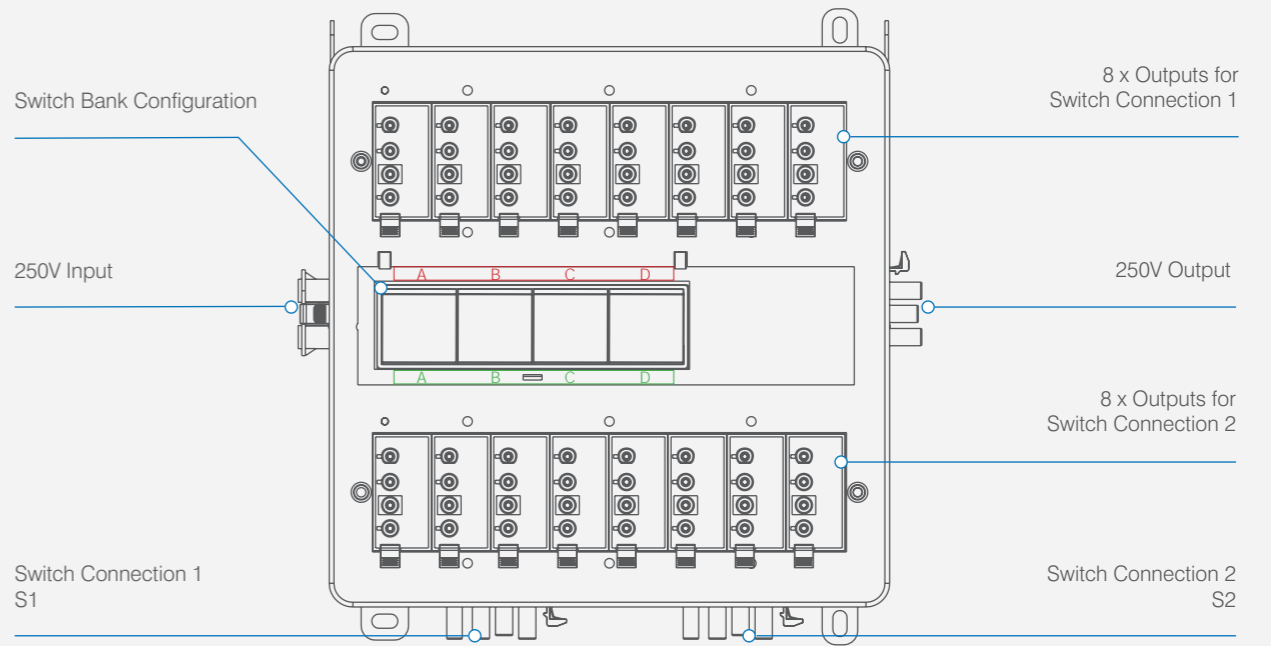 Switch Bank Configuration
8 x Outputs for
Switch Connection 1
250V Input
A B C D
250V Output
A B C D
8 x Outputs for
Switch Connection 2
Switch Connection 1
S1
Switch Connection 2
S2